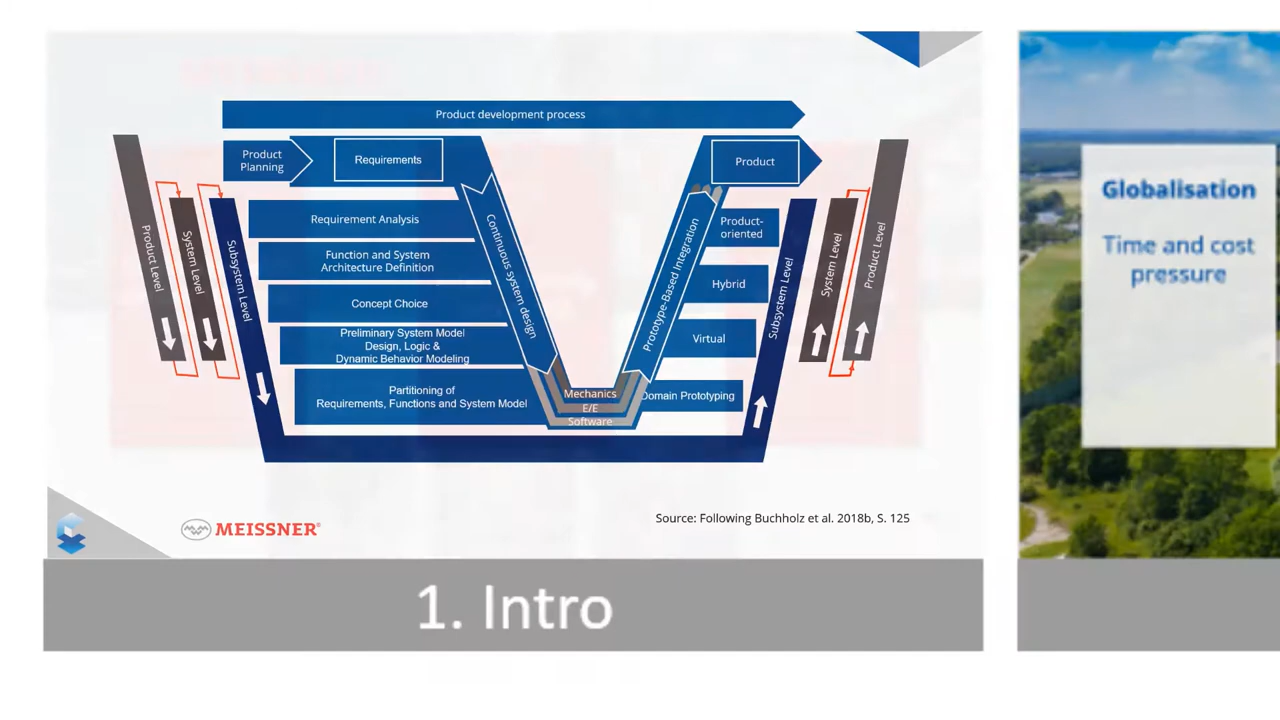 Product development process
Product
Planning
Requirements
Product
Requirement Analysis
Function and System
Architecture Definition
Concept Choice
Preliminary System Model
Design, Logic &
Dynamic Behavior Modeling
Partitioning of
Requirements, Functions and System Model
Product Level
System Level
Subsystem Level
Continuous system design
Mechanics
E/E
Software
Prototype-Based Integration
Product-
oriented
Hybrid
Virtual
Domain Prototyping
Subsystem Level
System Level
Product Level
MEISSNER®
Source: Following Buchholz et al. 2018b, S. 125
1. Intro
Globalisation
Time and cost
pressure